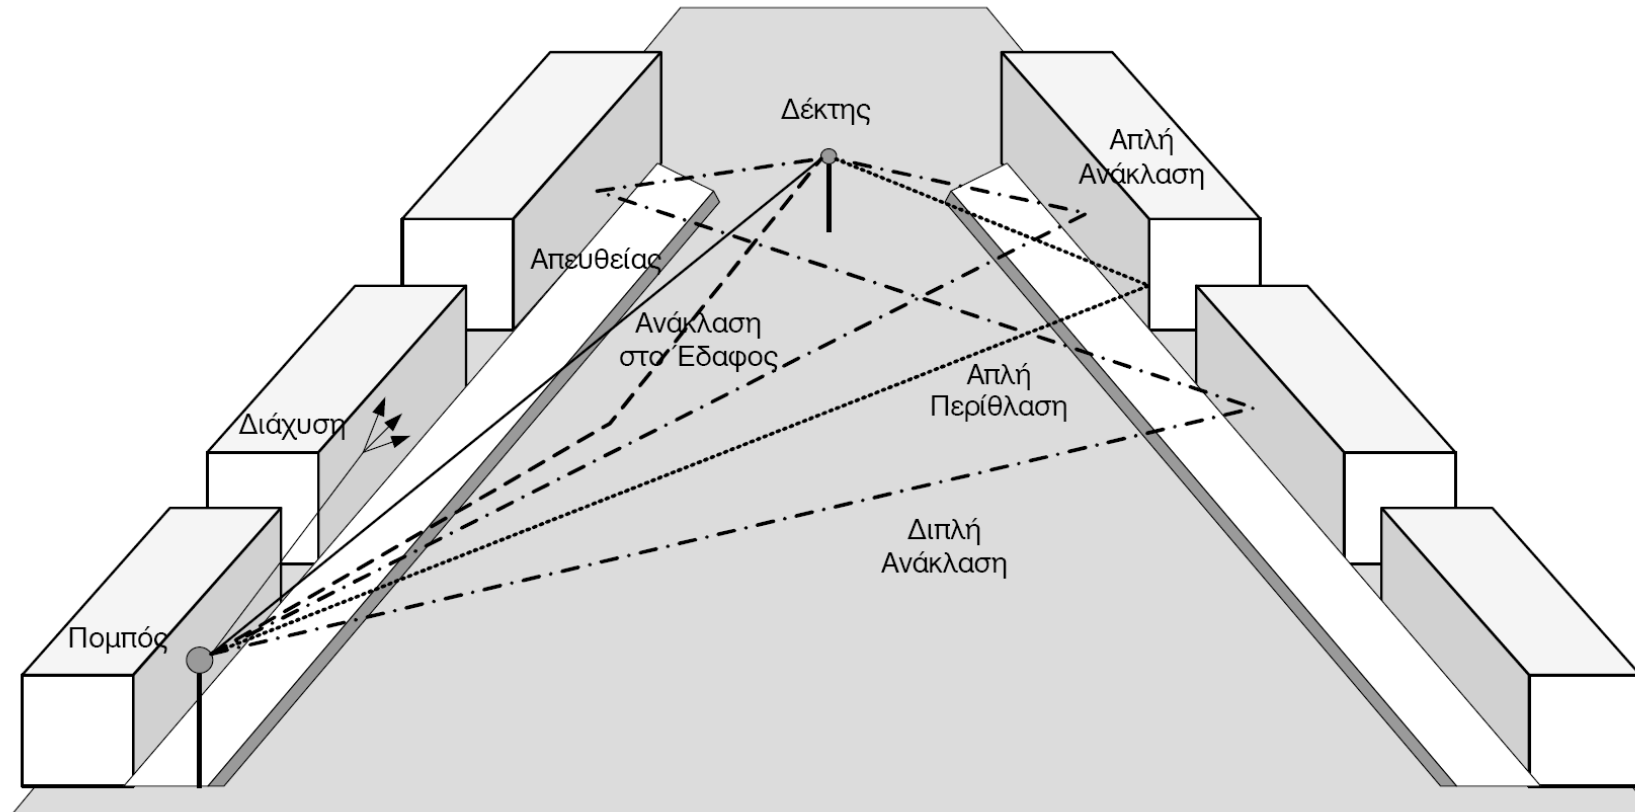 Δέκτης
Απλή
Ανάκλαση
Απευθείας
Ανάκλαση
στο Έδαφος
Απλή
Περίθλαση
Διάχυση
Διπλή
Ανάκλαση
Πομπός